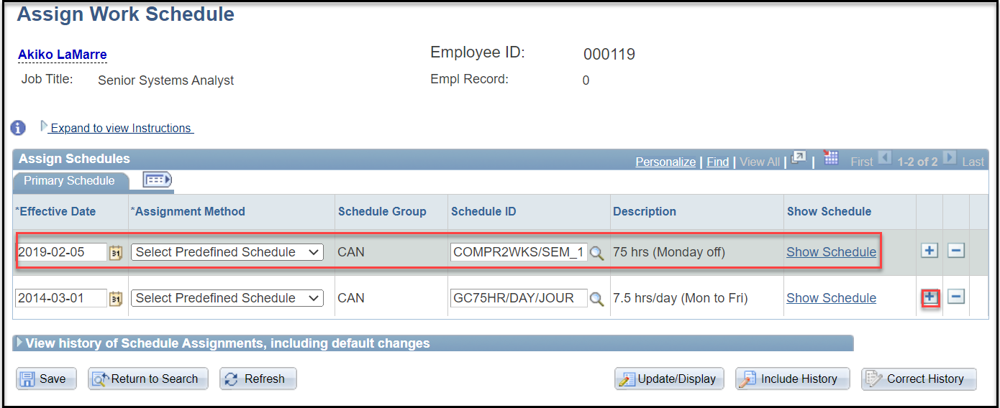 Assign Work Schedule
Akiko LaMarre Employee ID: 000119
Job Title: Senior Systems Analyst Empl Record: 0
Expand to view Instructions
Assign Schedules Personalize | Find | View All | | First 1-2 of 2 Last
Primary Schedule
*Effective Date *Assignment Method Schedule Group Schedule ID Description Show Schedule
2019-02-05 31 Select Predefined Schedule CAN COMPR2WKS/SEM_1 75 hrs (Monday off) Show Schedule + −
2014-03-01 31 Select Predefined Schedule CAN GC75HR/DAY/JOUR 7.5 hrs/day (Mon to Fri) Show Schedule + −
View history of Schedule Assignments, including default changes
Save Return to Search Refresh Update/Display Include History Correct History